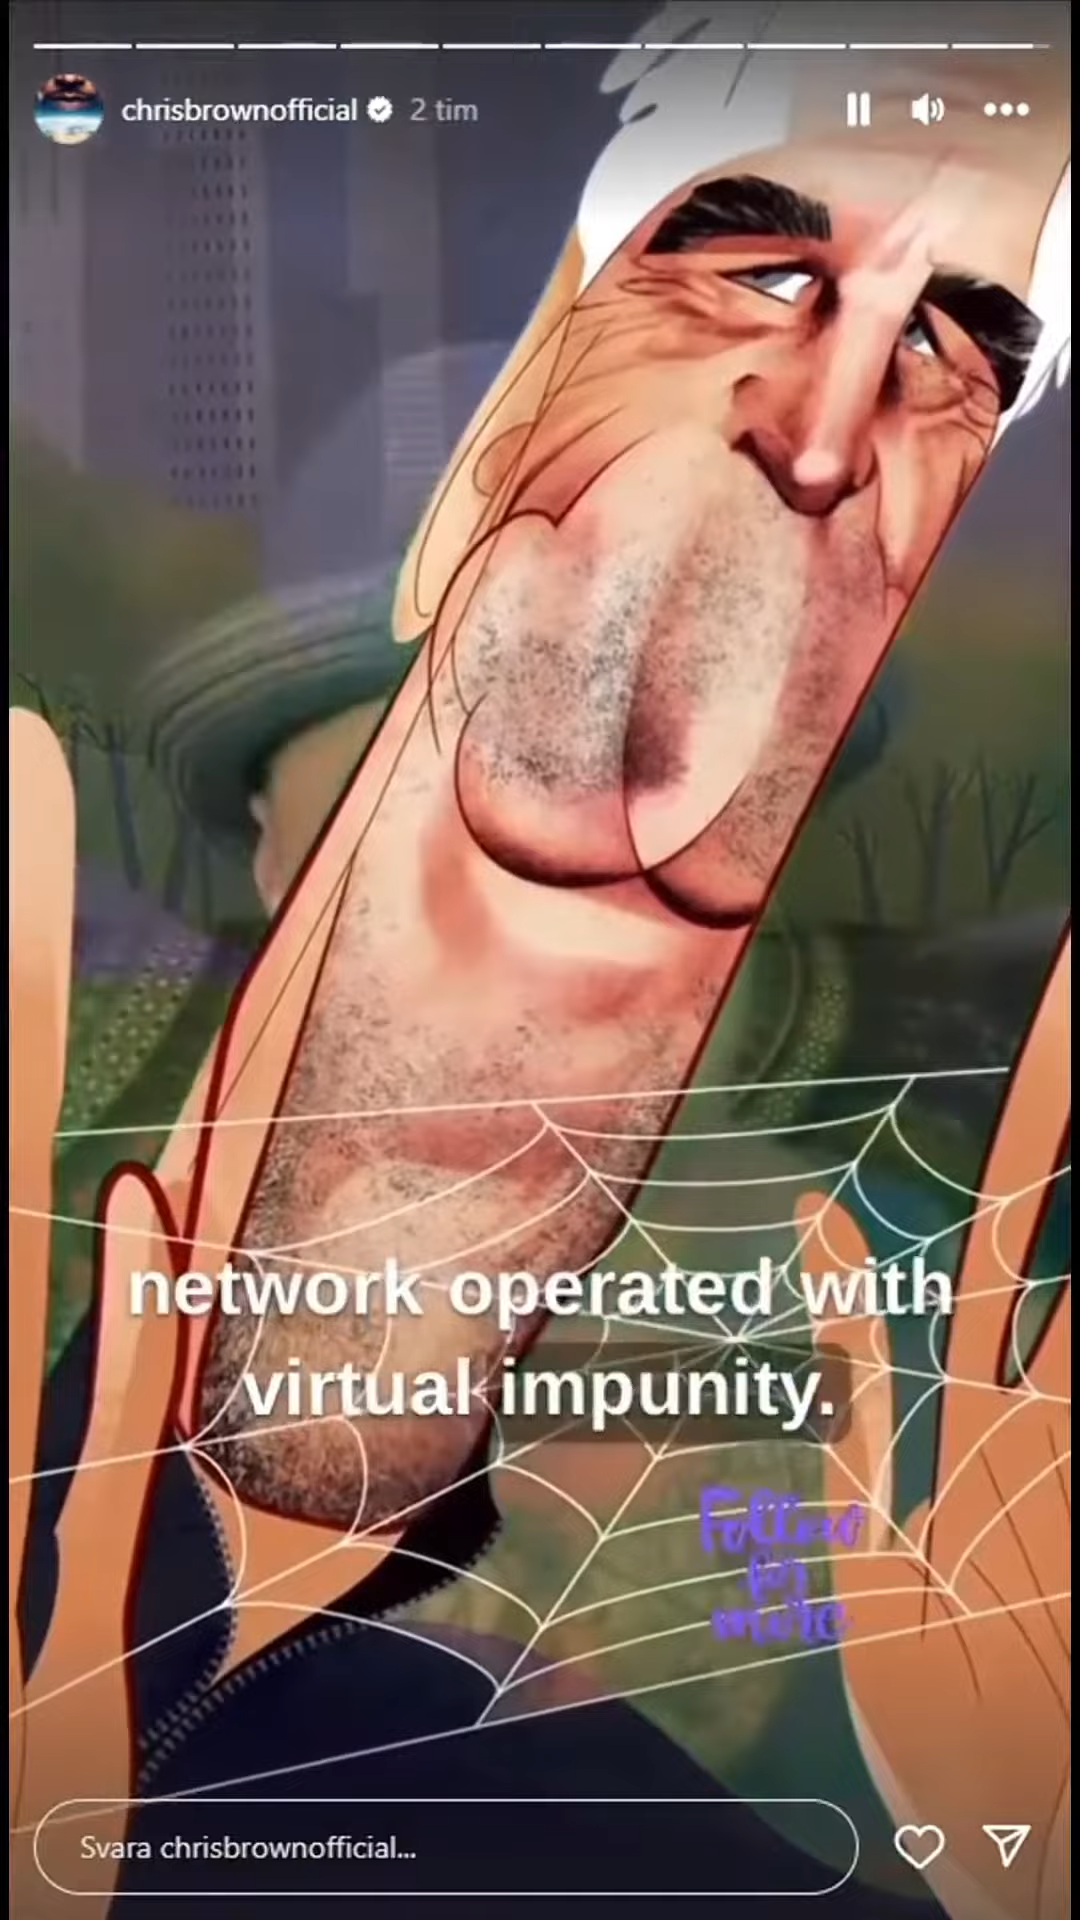 chrisbrownofficial 2 tim
network operated with
virtual impunity.
Follow
for
more
Svara chrisbrownofficial...